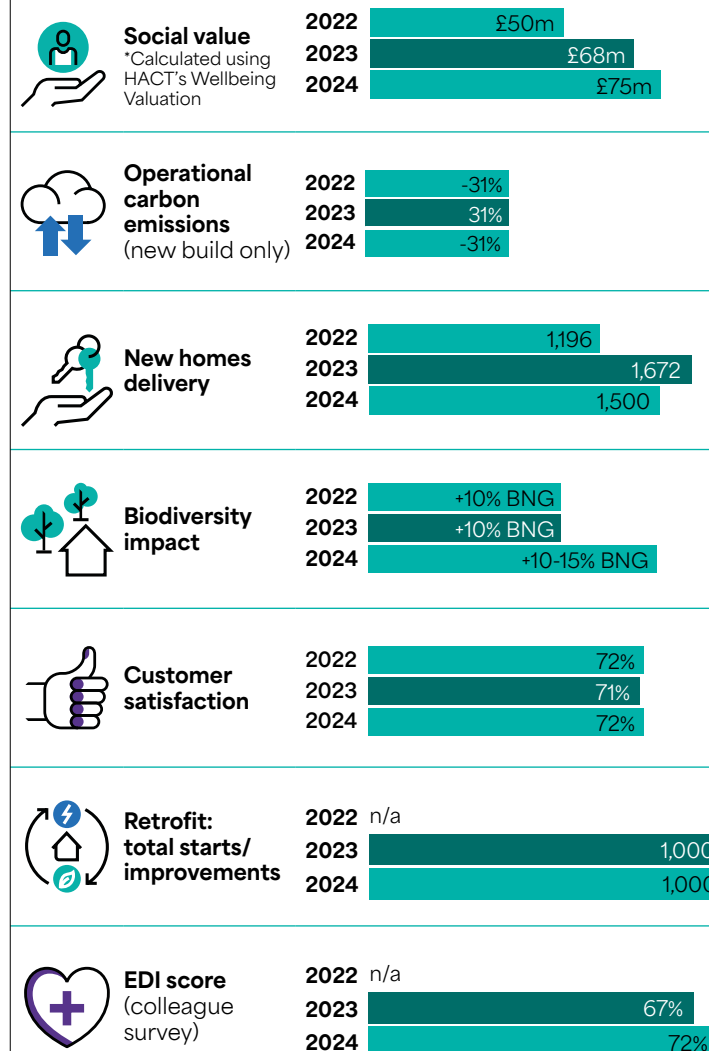 Social value
*Calculated using
HACT's Wellbeing
Valuation
2022 £50m
2023 £68m
2024 £75m
Operational
carbon
emissions
(new build only)
2022 -31%
2023 31%
2024 -31%
New homes
delivery
2022 1,196
2023 1,672
2024 1,500
Biodiversity
impact
2022 +10% BNG
2023 +10% BNG
2024 +10-15% BNG
Customer
satisfaction
2022 72%
2023 71%
2024 72%
Retrofit:
total starts/
improvements
2022 n/a
2023 1,000
2024 1,000
EDI score
(colleague
survey)
2022 n/a
2023 67%
2024 72%